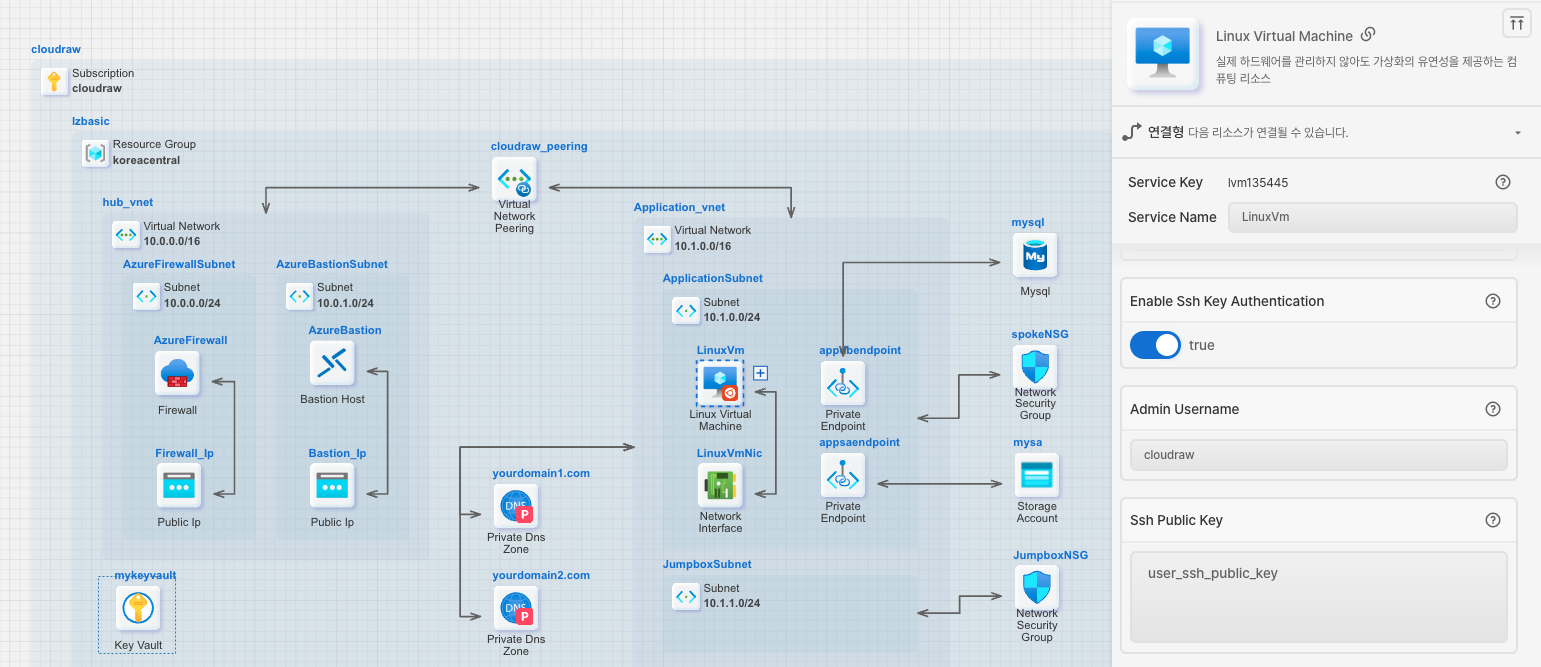 cloudraw
Subscription
cloudraw
lzbasic
Resource Group
koreacentral
cloudraw_peering
Virtual
Network
Peering
hub_vnet
Virtual Network
10.0.0.0/16
AzureFirewallSubnet
Subnet
10.0.0.0/24
AzureFirewall
Firewall
Firewall_Ip
Public Ip
AzureBastionSubnet
Subnet
10.0.1.0/24
AzureBastion
Bastion Host
Bastion_Ip
Public Ip
mykeyvault
Key Vault
yourdomain1.com
DNS
P
Private Dns
Zone
yourdomain2.com
DNS
P
Private Dns
Zone
Application_vnet
Virtual Network
10.1.0.0/16
ApplicationSubnet
Subnet
10.1.0.0/24
LinuxVm
Linux Virtual
Machine
LinuxVmNic
Network
Interface
Private
Endpoint
appsaendpoint
Private
Endpoint
JumpboxSubnet
Subnet
10.1.1.0/24
mysql
My
Mysql
spokeNSG
Network
Security
Group
mysa
Storage
Account
JumpboxNSG
Network
Security
Group
Linux Virtual Machine
실제 하드웨어를 관리하지 않아도 가상화의 유연성을 제공하는 컴
퓨팅 리소스
연결형 다음 리소스가 연결될 수 있습니다.
Service Key lvm135445
Service Name LinuxVm
Enable Ssh Key Authentication
true
Admin Username
cloudraw
Ssh Public Key
user_ssh_public_key